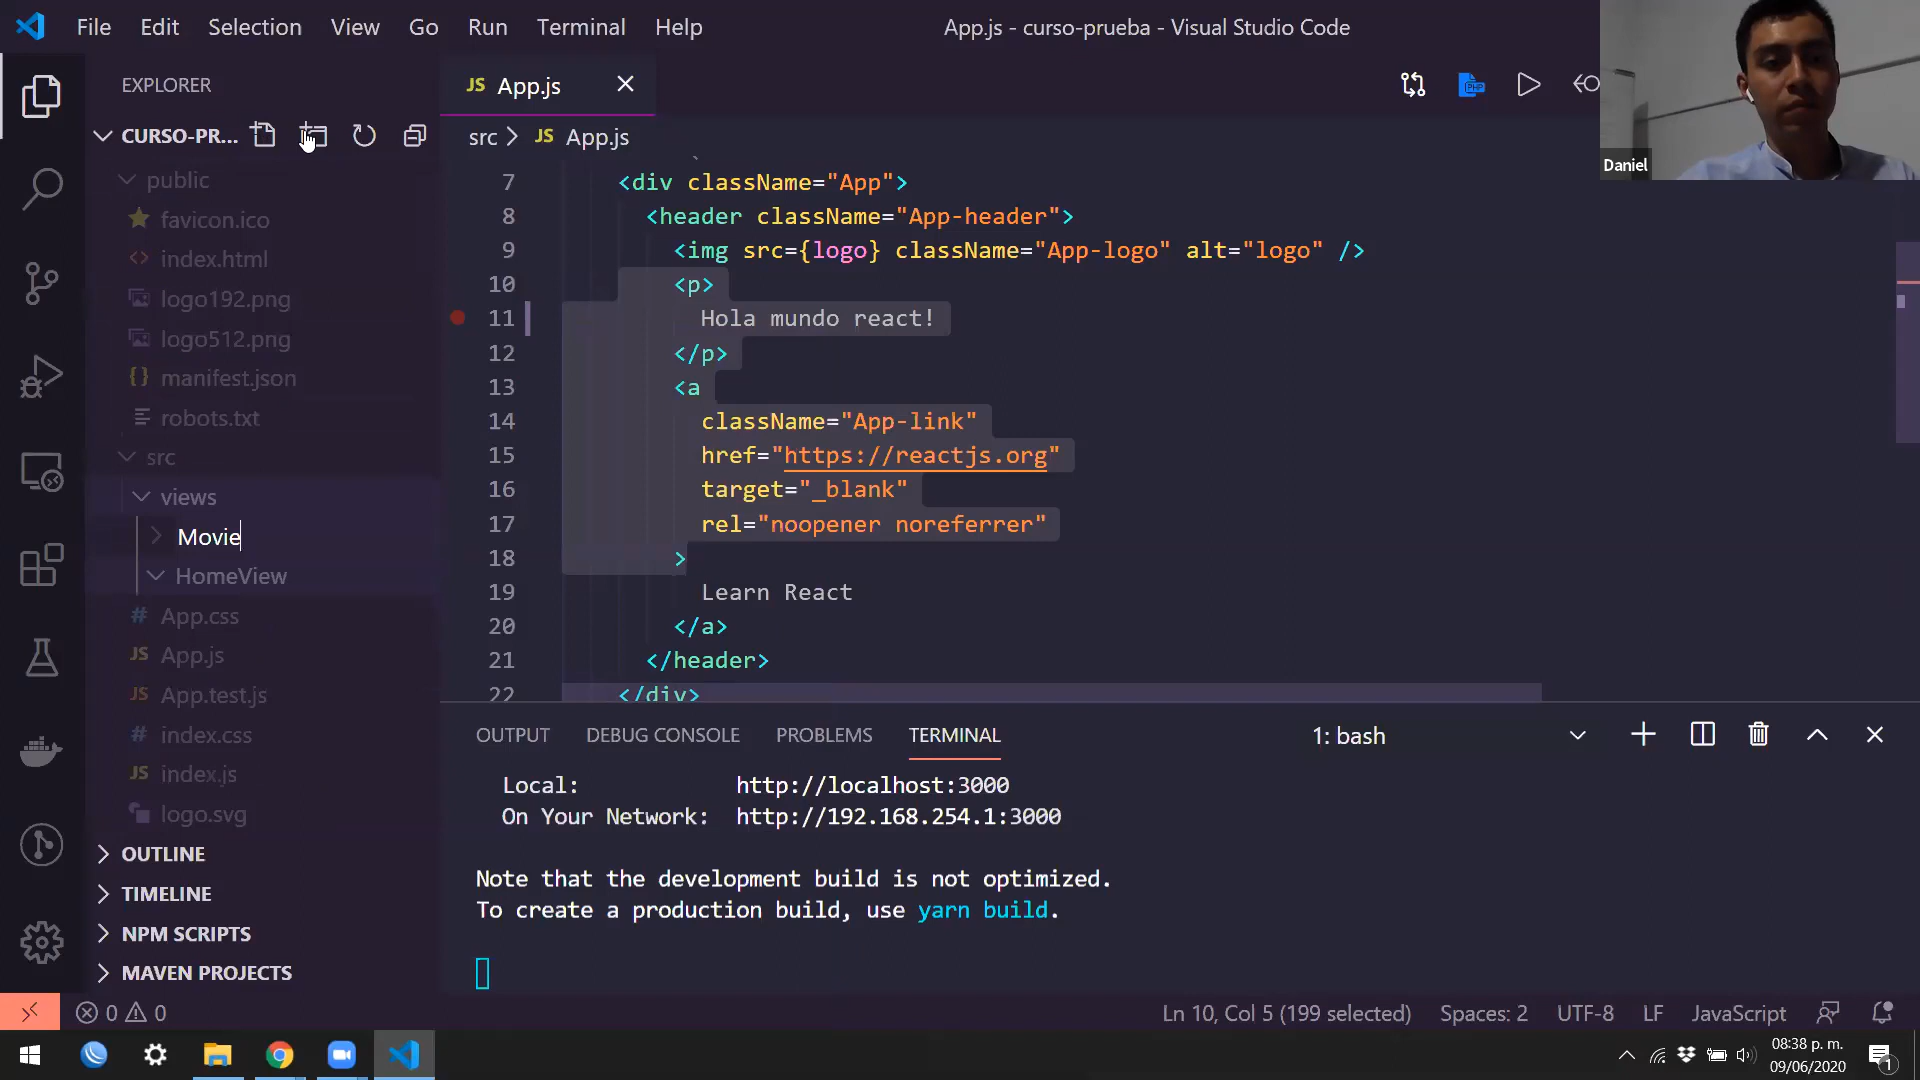 File Edit Selection View Go Run Terminal Help
App.js - curso-prueba - Visual Studio Code
Daniel
EXPLORER
CURSO-PR...
public
favicon.ico
index.html
logo192.png
logo512.png
manifest.json
robots.txt
src
views
Movie
HomeView
App.css
App.js
App.test.js
index.css
index.js
logo.svg
OUTLINE
TIMELINE
NPM SCRIPTS
MAVEN PROJECTS
JS App.js
src > JS App.js
7 <div className="App">
8 <header className="App-header">
9 <img src={logo} className="App-logo" alt="logo" />
10 <p>
11 Hola mundo react!
12 </p>
13 <a
14 className="App-link"
15 href="https://reactjs.org"
16 target="_blank"
17 rel="noopener noreferrer"
18 >
19 Learn React
20 </a>
21 </header>
22 </div>
OUTPUT DEBUG CONSOLE PROBLEMS TERMINAL 1: bash
Local: http://localhost:3000
On Your Network: http://192.168.254.1:3000
Note that the development build is not optimized.
To create a production build, use yarn build.
0 0 Ln 10, Col 5 (199 selected) Spaces: 2 UTF-8 LF JavaScript
08:38 p. m.
09/06/2020
1